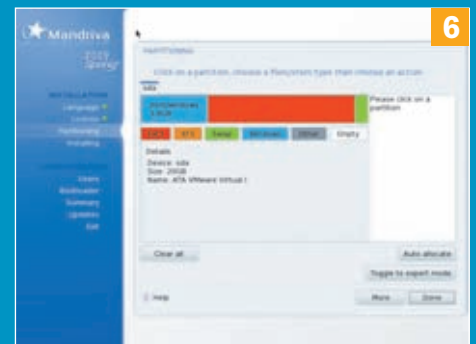 6
Mandriva
2009
Spring
PARTITIONING
Click on a partition, choose a filesystem type then choose an action
sda
Please click on a
partition
Swap
Windows
Other
Empty
Details
Device: sda
Size: 20GB
Name: ATA VMware Virtual I
INSTALLATION
Language
License
Partitioning
Installing
Users
Bootloader
Summary
Updates
Exit
Clear all
Auto allocate
Toggle to expert mode
Help
More
Done